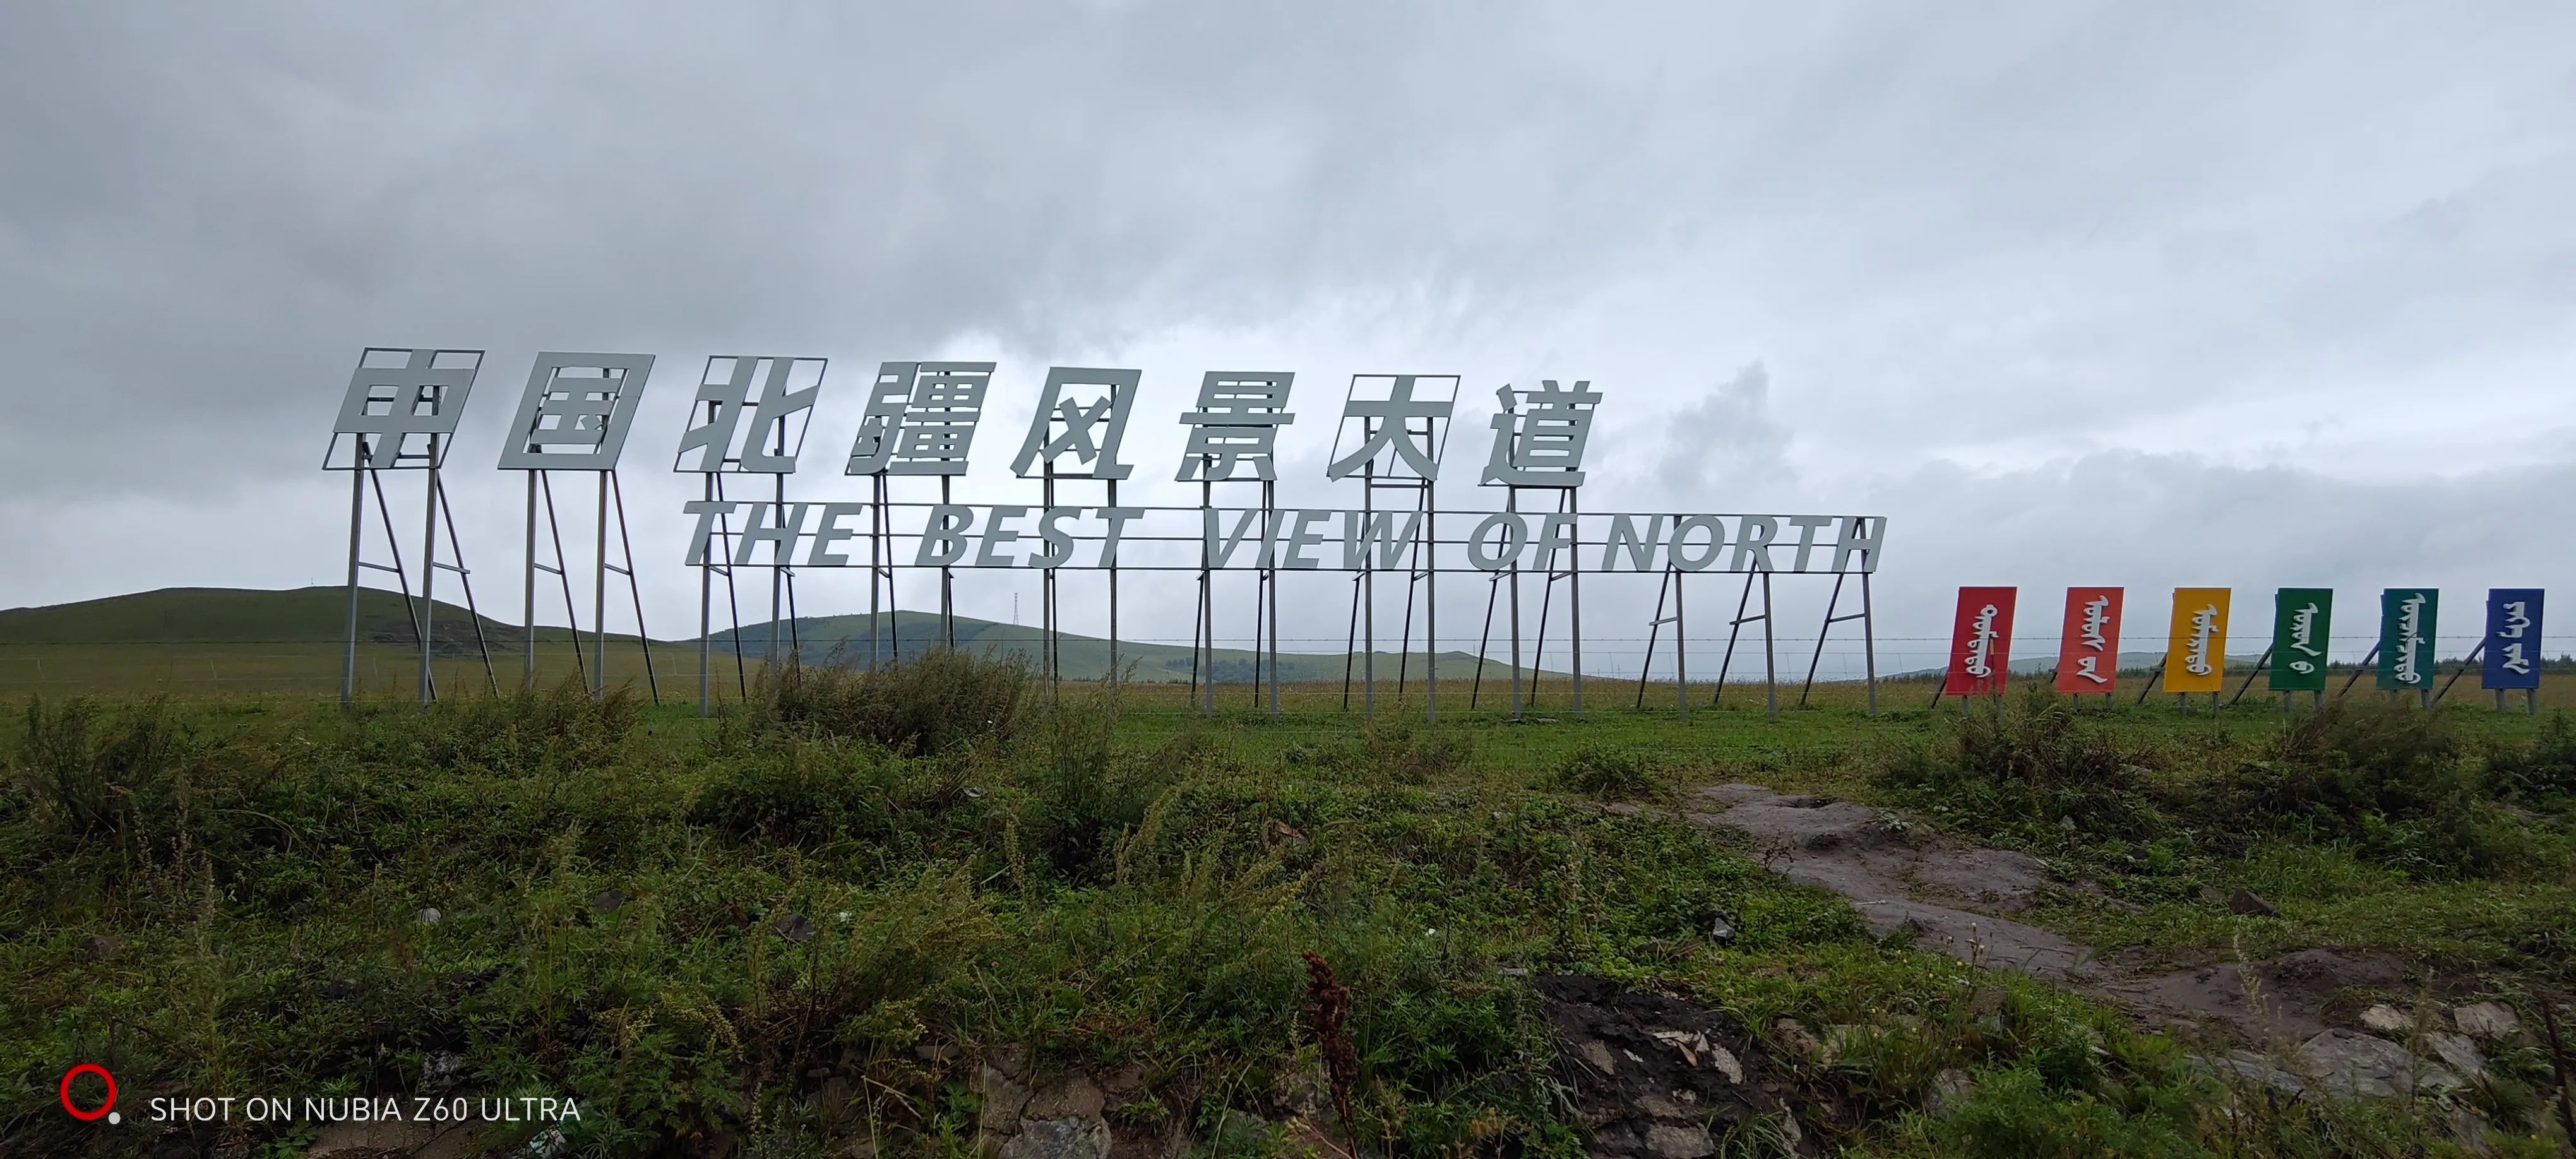 中国北疆风景大道
THE BEST VIEW OF NORTH
SHOT ON NUBIA Z60 ULTRA